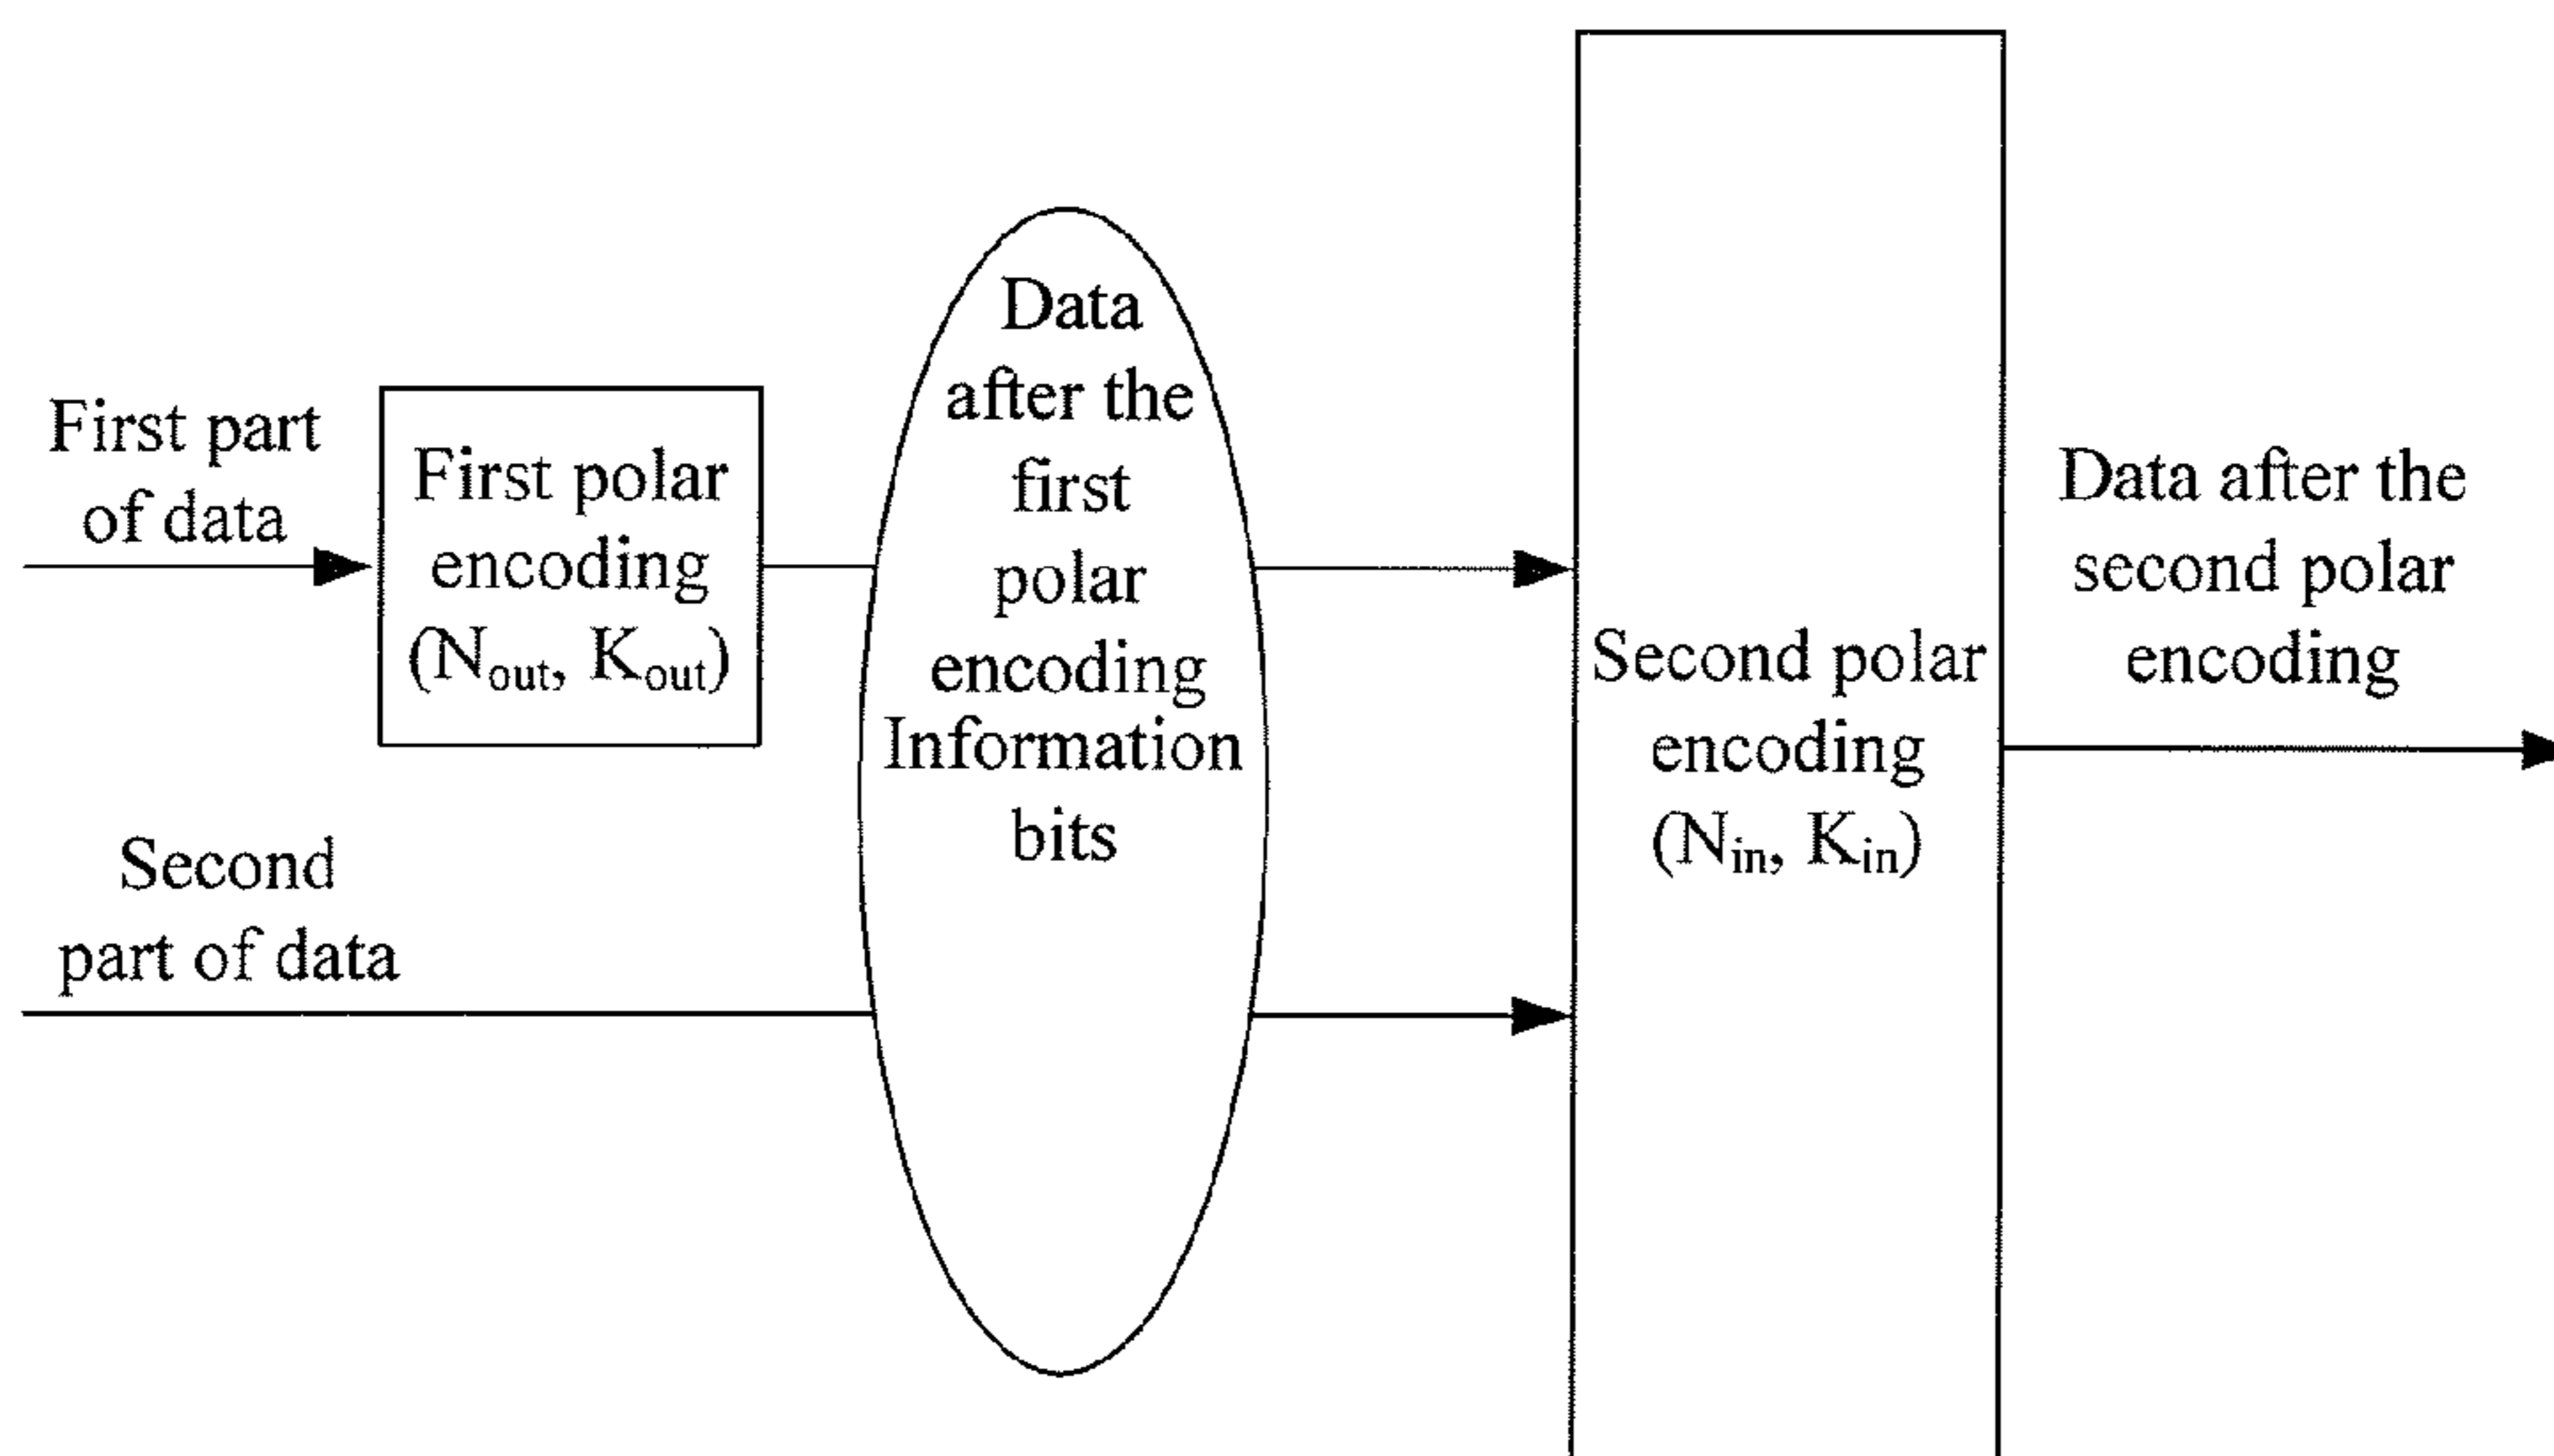 First part
of data
First polar
encoding
(Nout, Kout)
Second
part of data
Data
after the
first
polar
encoding
Information
bits
Second polar
encoding
(Nin, Kin)
Data after the
second polar
encoding